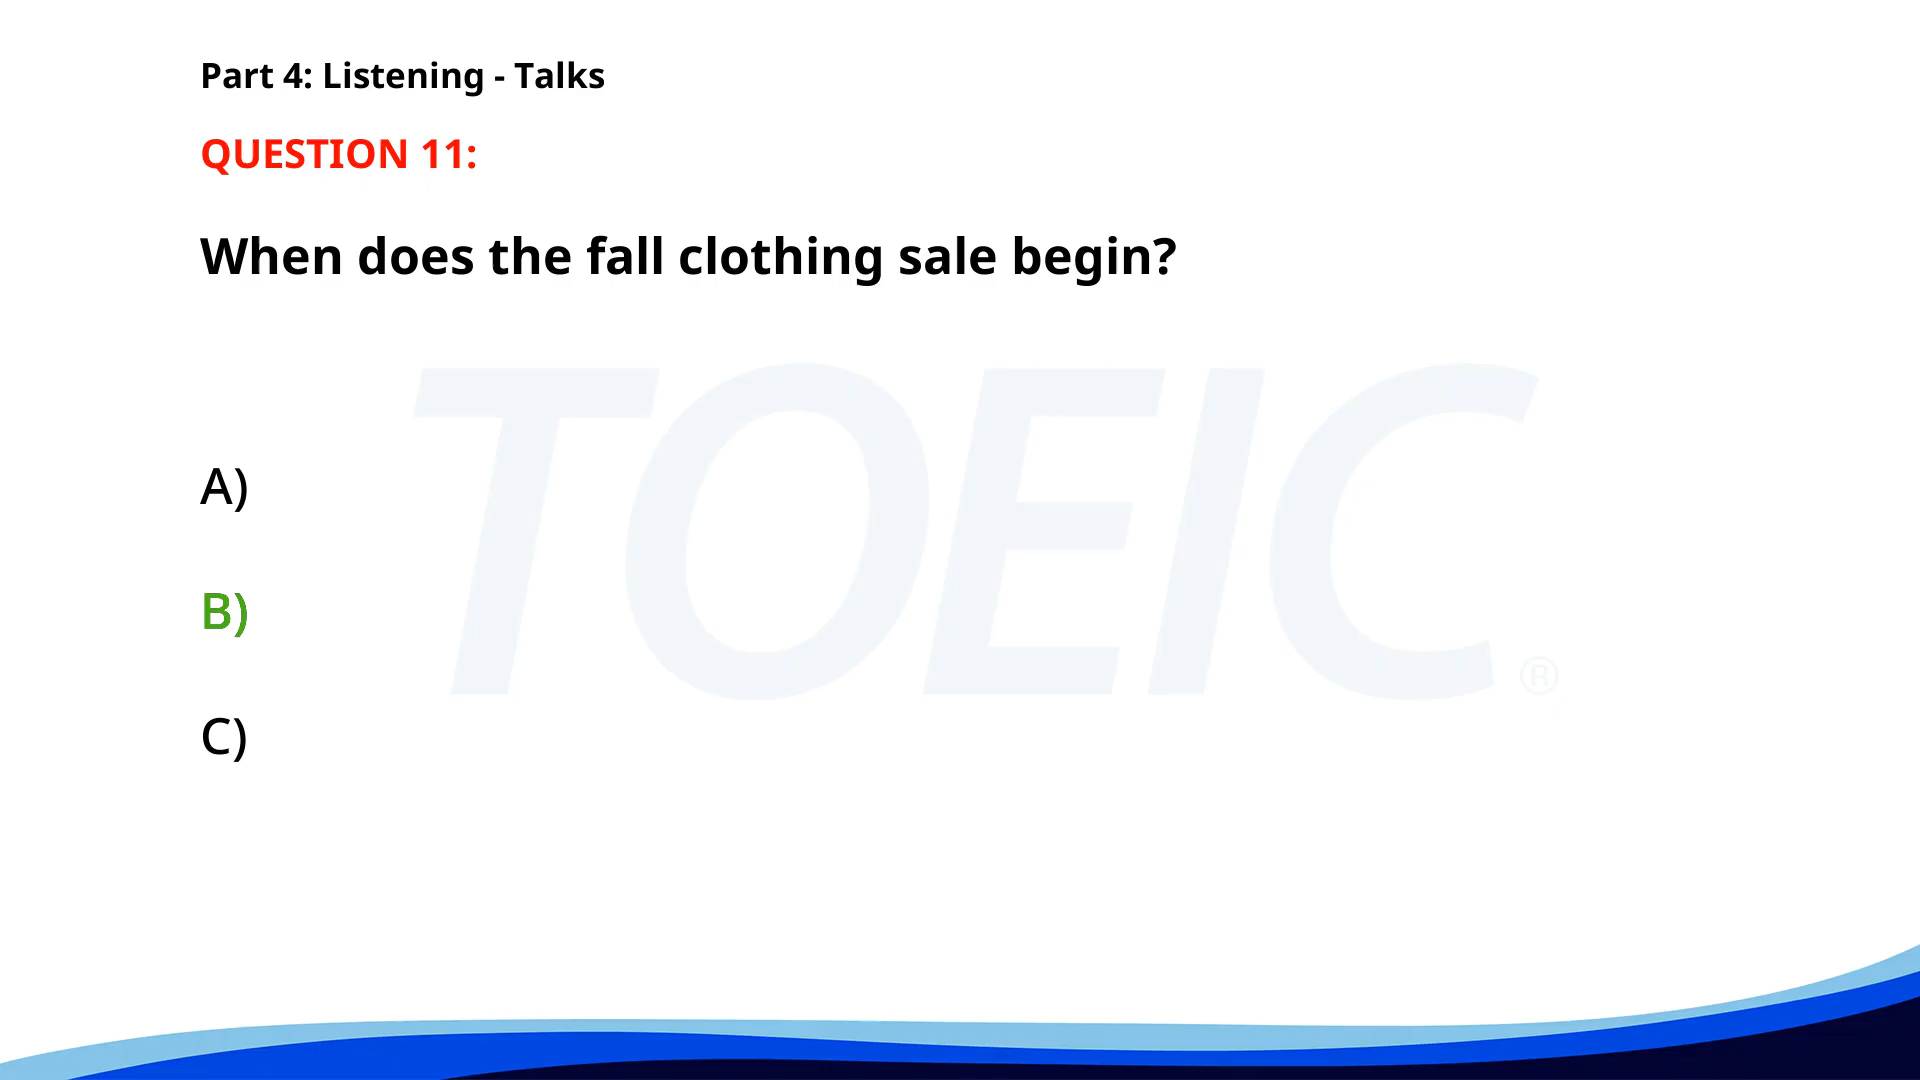 Part 4: Listening - Talks
QUESTION 11:
When does the fall clothing sale begin?
TOEIC®
A)
B)
C)